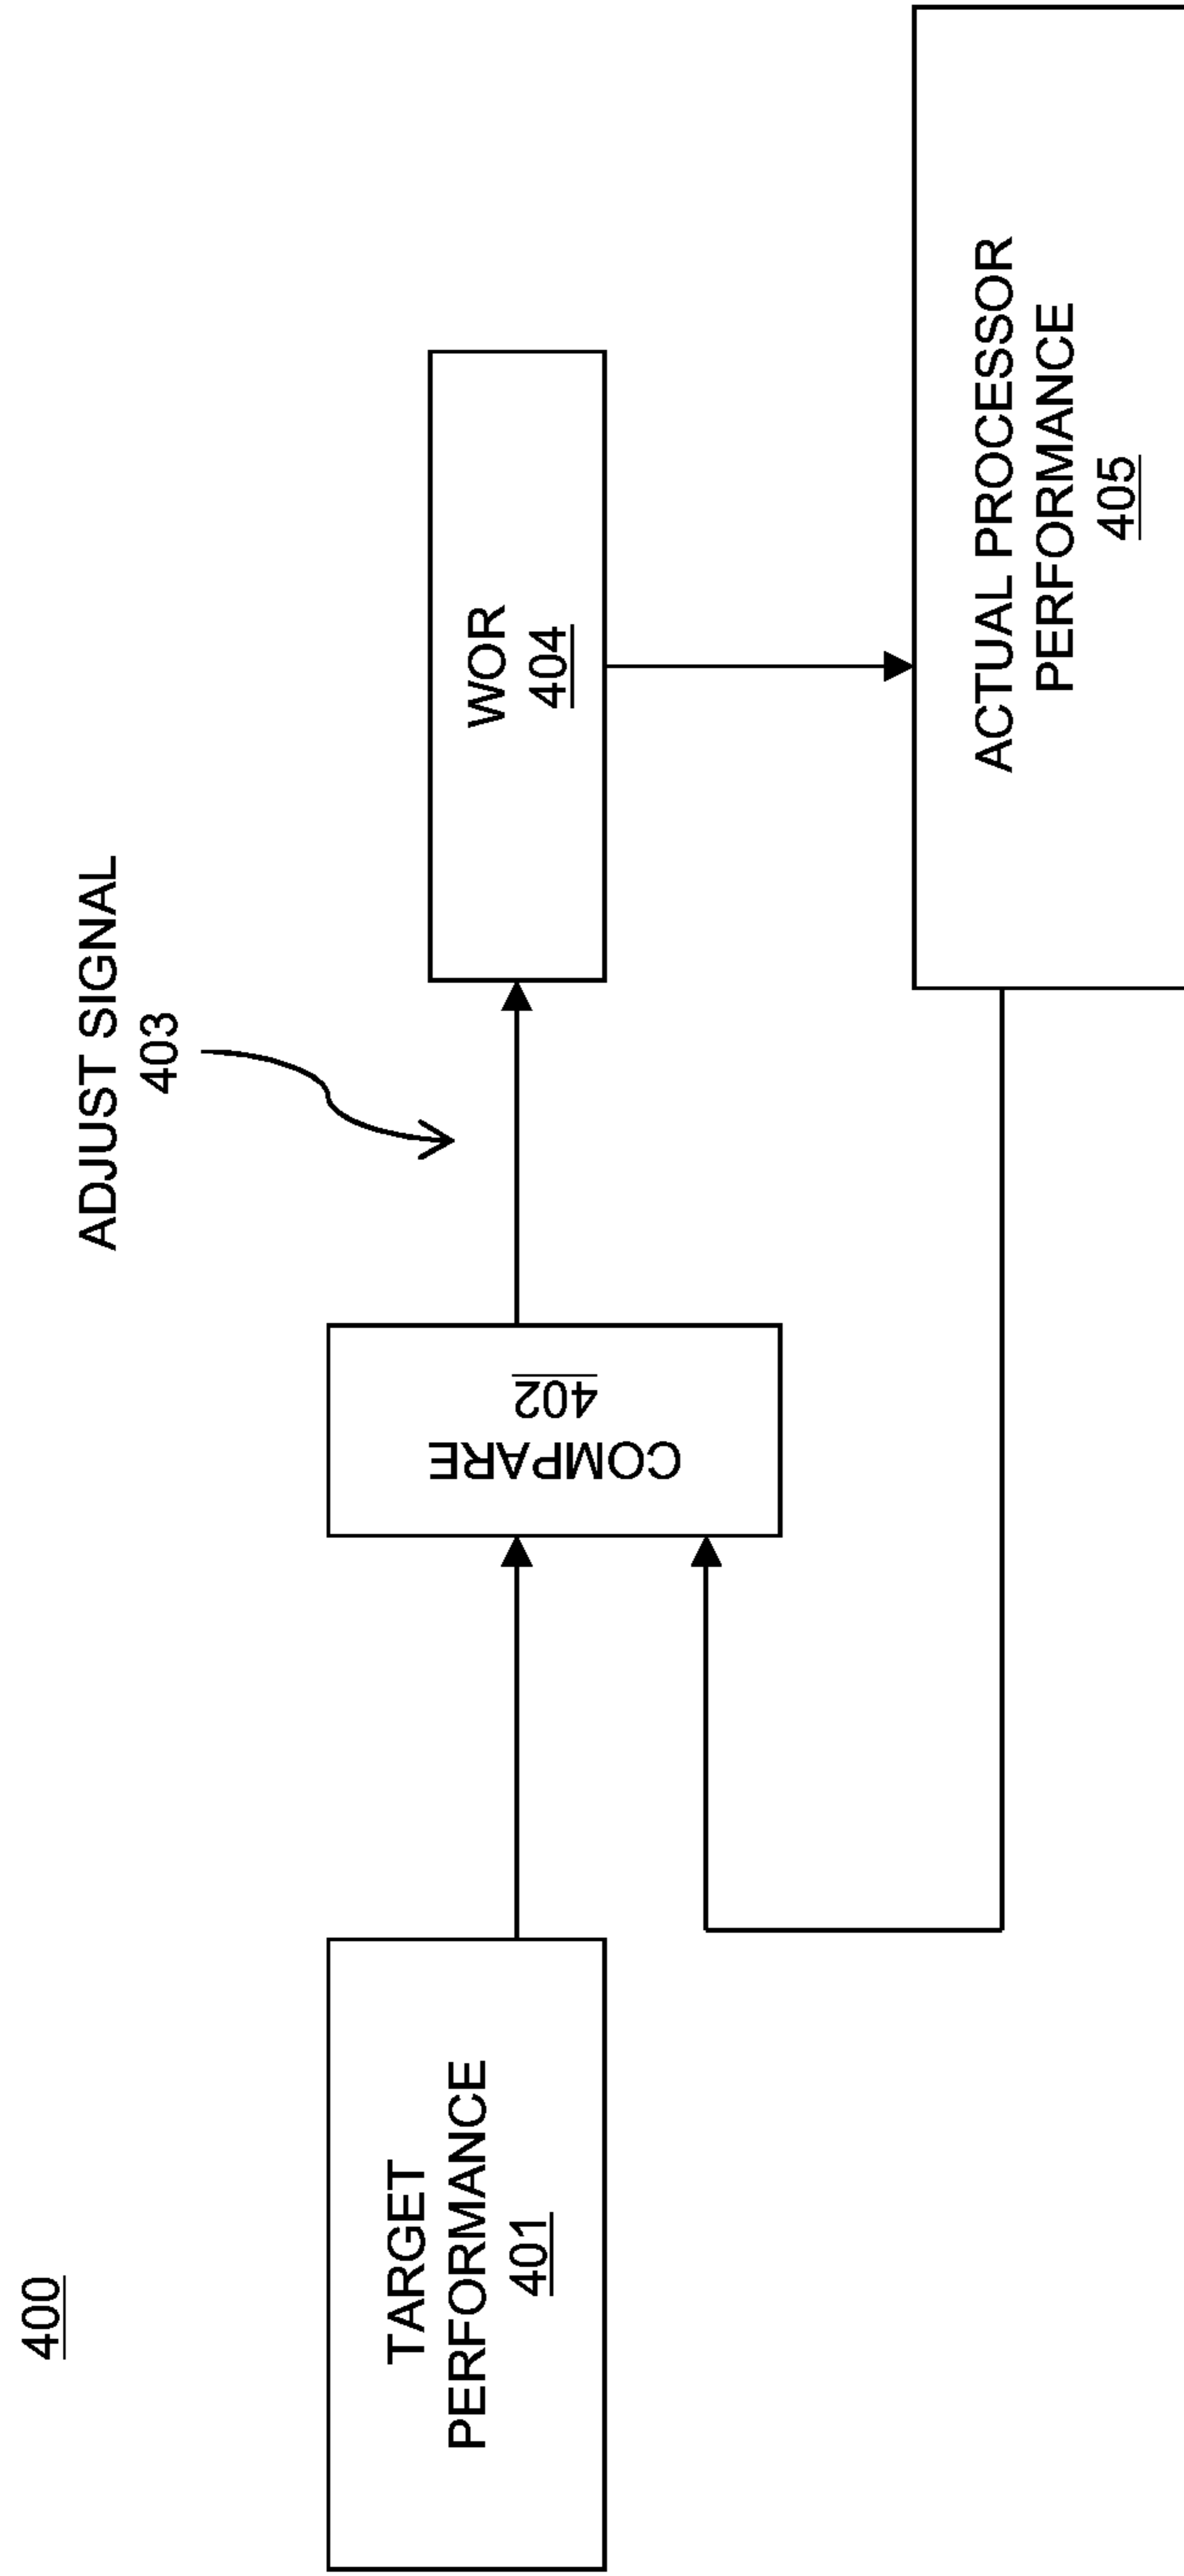 400
TARGET
PERFORMANCE
401
COMPARE
402
ADJUST SIGNAL
403
WOR
404
ACTUAL PROCESSOR
PERFORMANCE
405